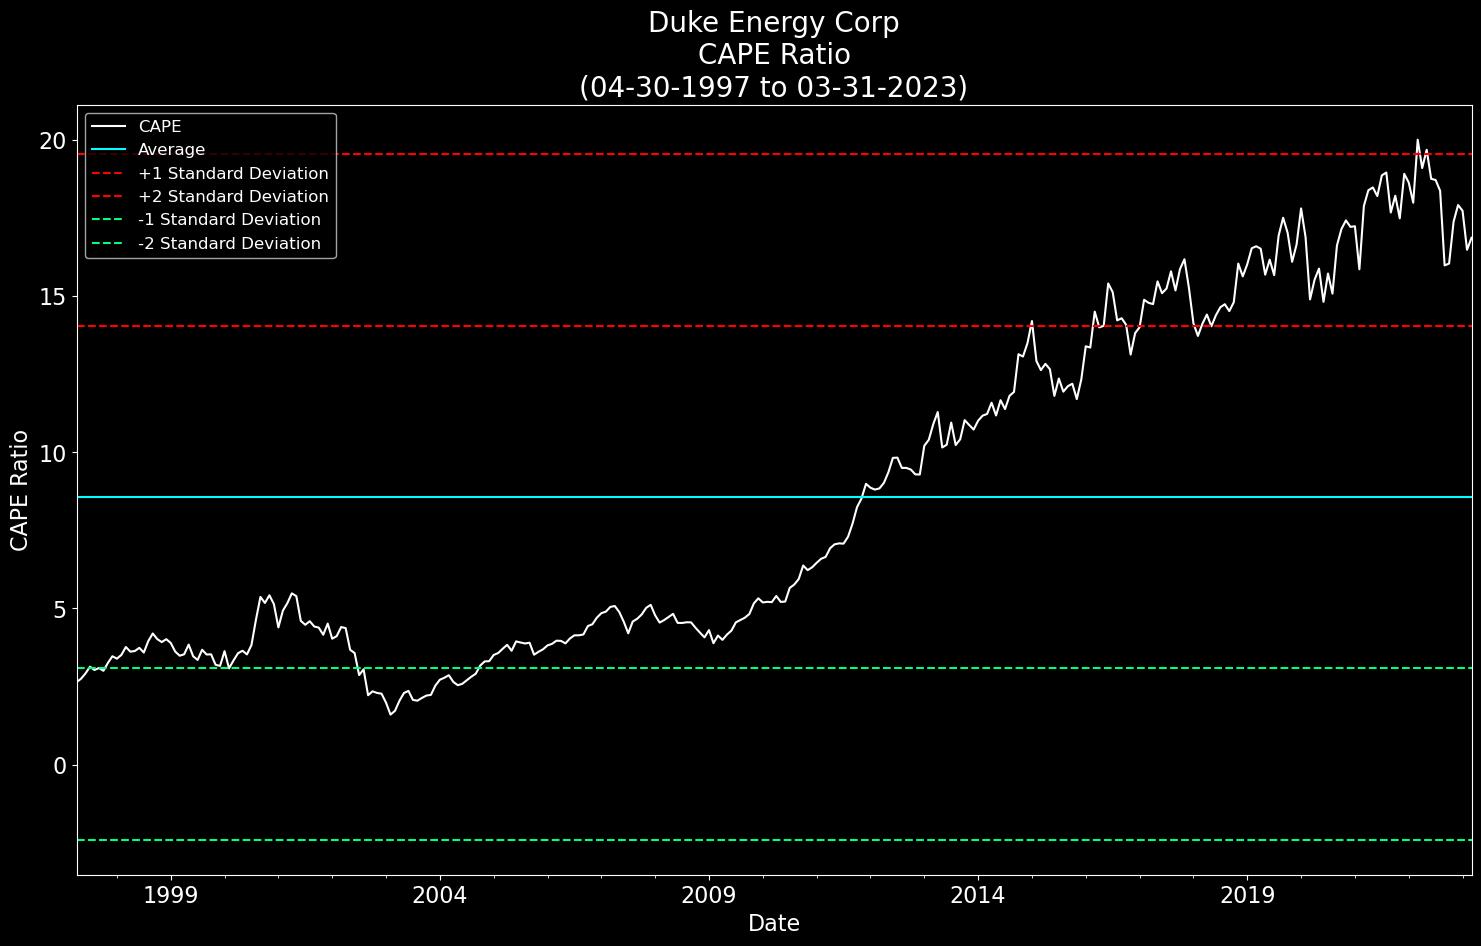 Duke Energy Corp
CAPE Ratio
(04-30-1997 to 03-31-2023)
CAPE
Average
+1 Standard Deviation
+2 Standard Deviation
-1 Standard Deviation
-2 Standard Deviation
20
15
10
5
0
CAPE Ratio
1999 2004 2009 2014 2019
Date